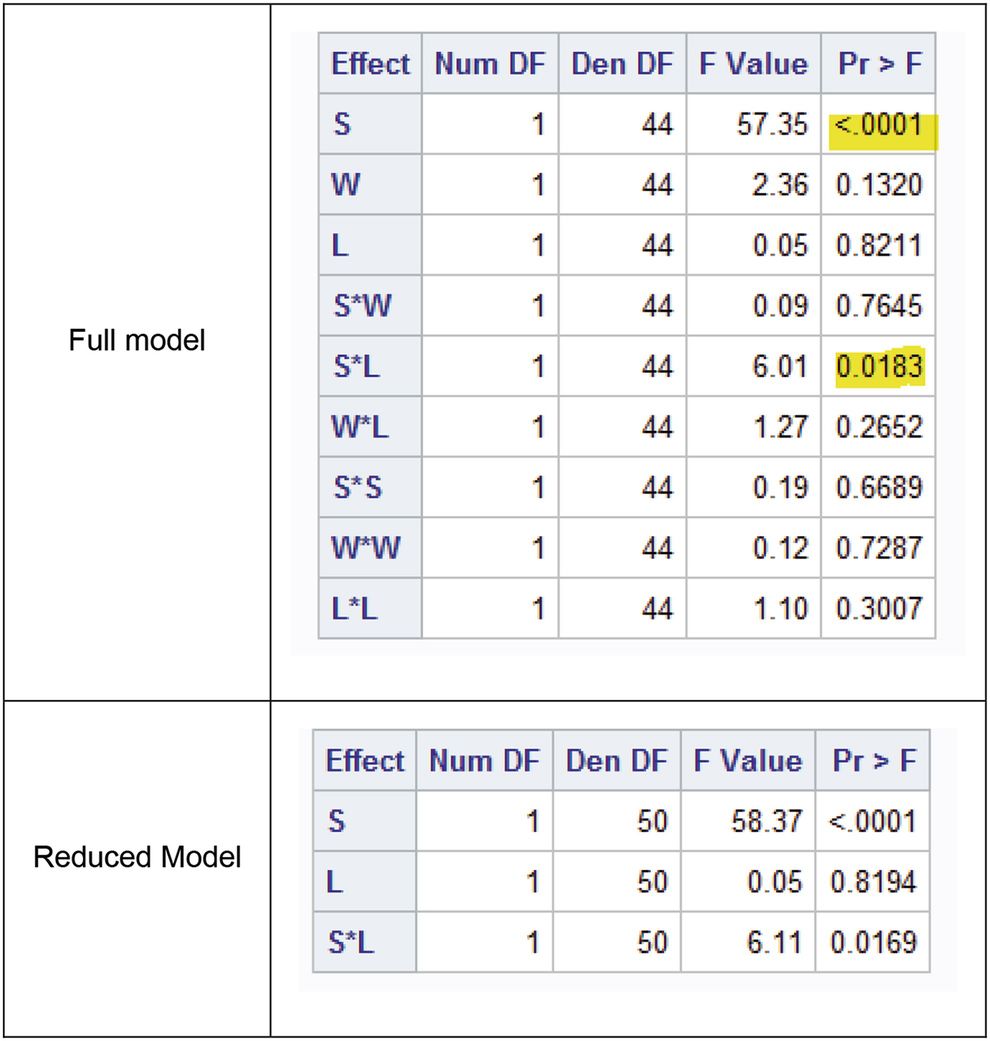 Full model
Effect Num DF Den DF F Value Pr > F
S 1 44 57.35 <.0001
W 1 44 2.36 0.1320
L 1 44 0.05 0.8211
S*W 1 44 0.09 0.7645
S*L 1 44 6.01 0.0183
W*L 1 44 1.27 0.2652
S*S 1 44 0.19 0.6689
W*W 1 44 0.12 0.7287
L*L 1 44 1.10 0.3007
Reduced Model
Effect Num DF Den DF F Value Pr > F
S 1 50 58.37 <.0001
L 1 50 0.05 0.8194
S*L 1 50 6.11 0.0169